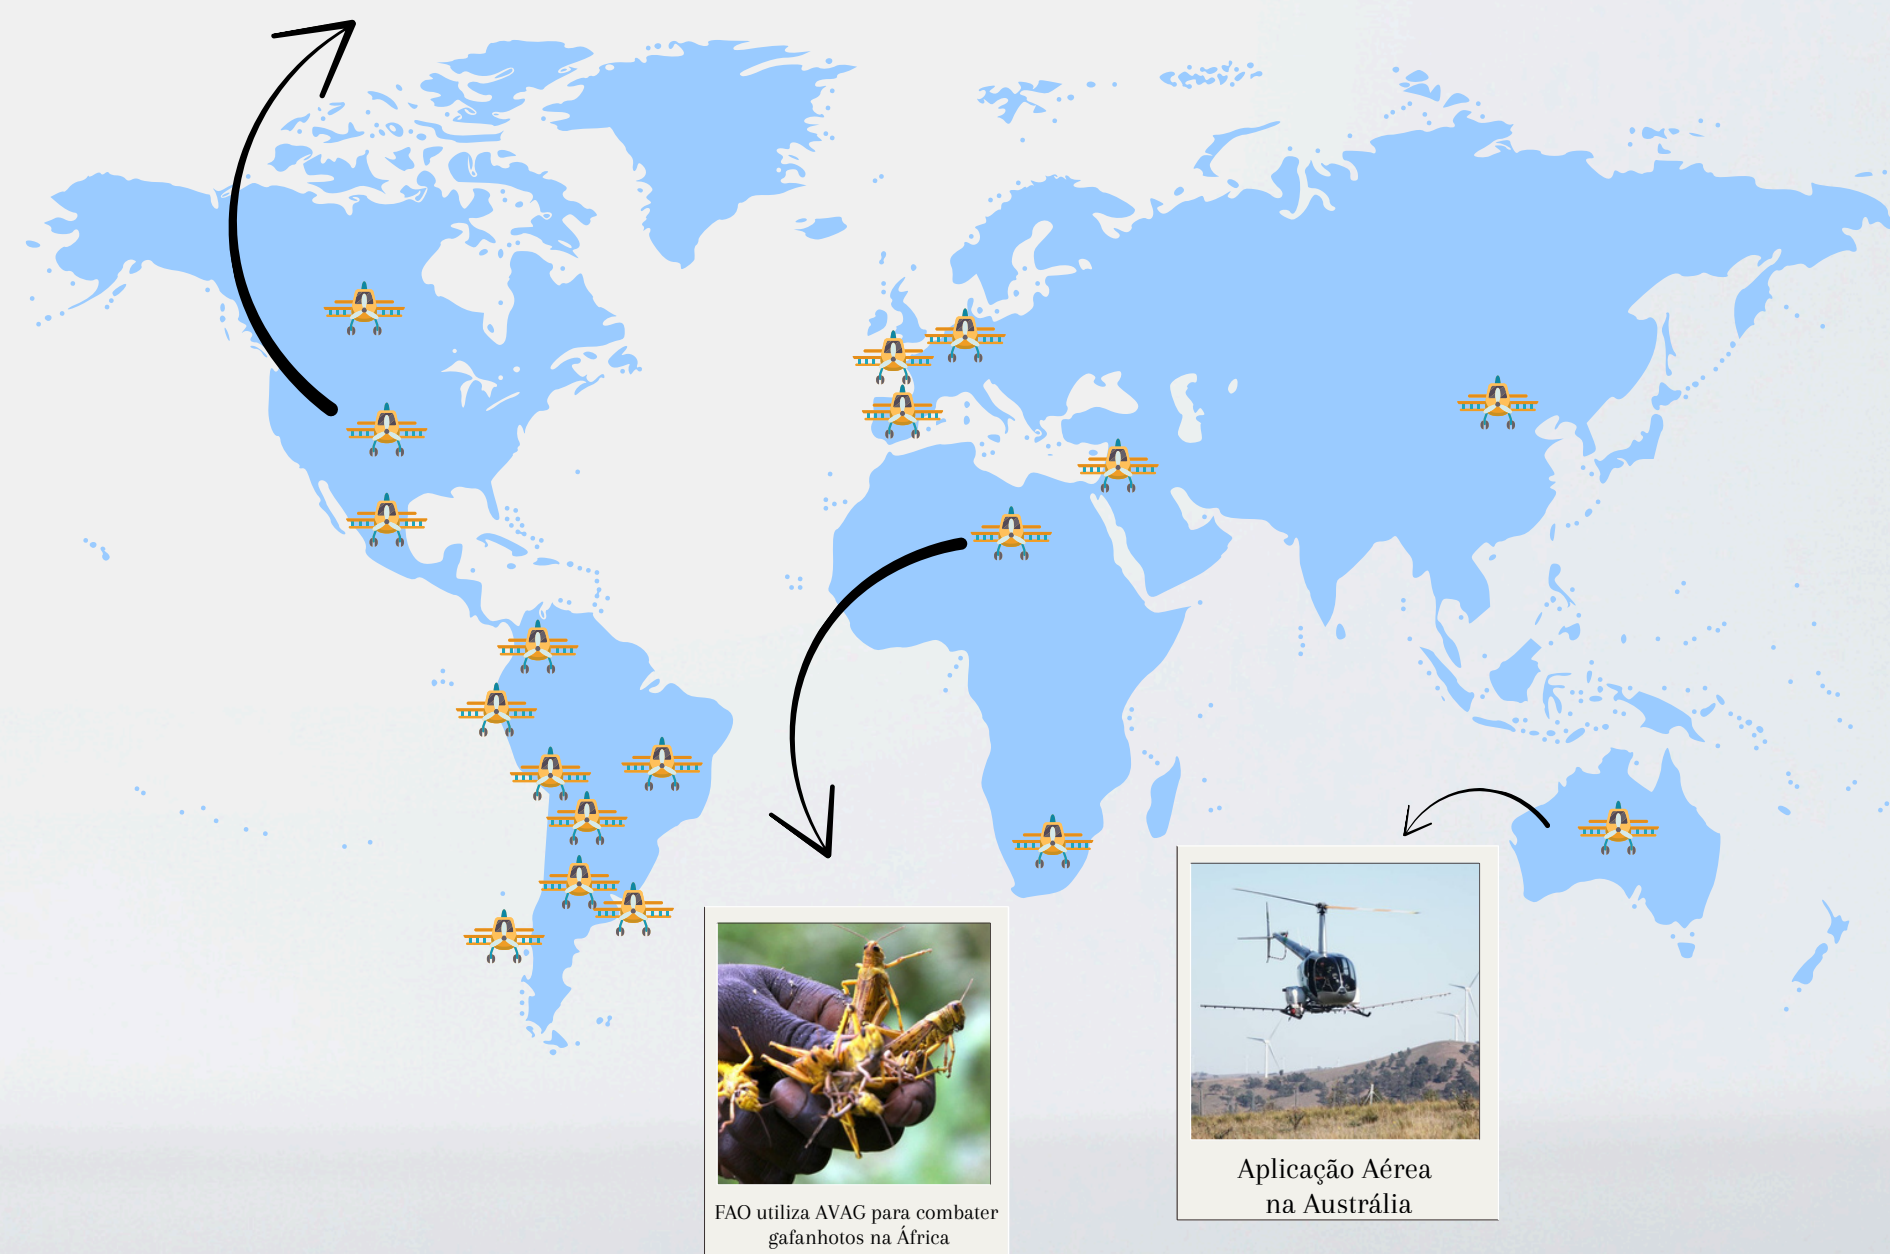 FAO utiliza AVAG para combater
gafanhotos na África
Aplicação Aérea
na Austrália